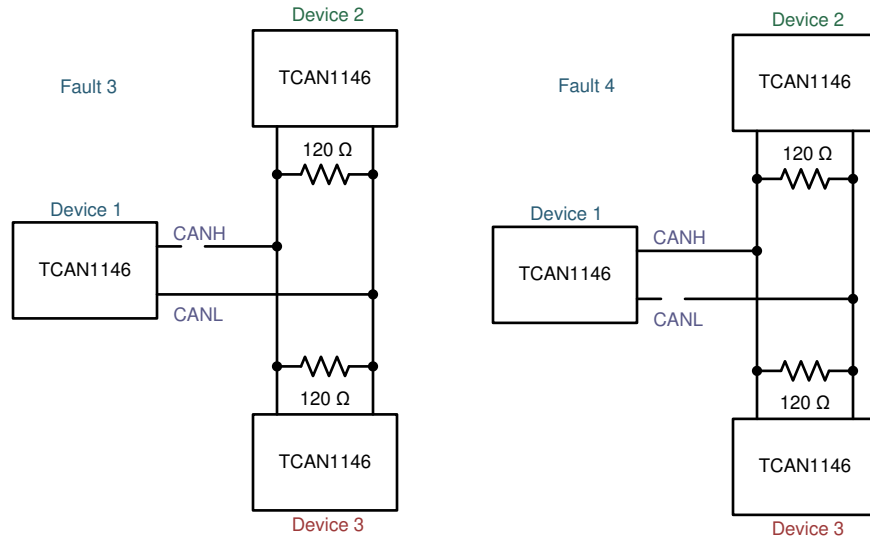 Device 2
TCAN1146
Fault 3
120 Ω
Device 1
CANH
TCAN1146
CANL
120 Ω
TCAN1146
Device 3
Device 2
TCAN1146
Fault 4
120 Ω
Device 1
CANH
TCAN1146
CANL
120 Ω
TCAN1146
Device 3